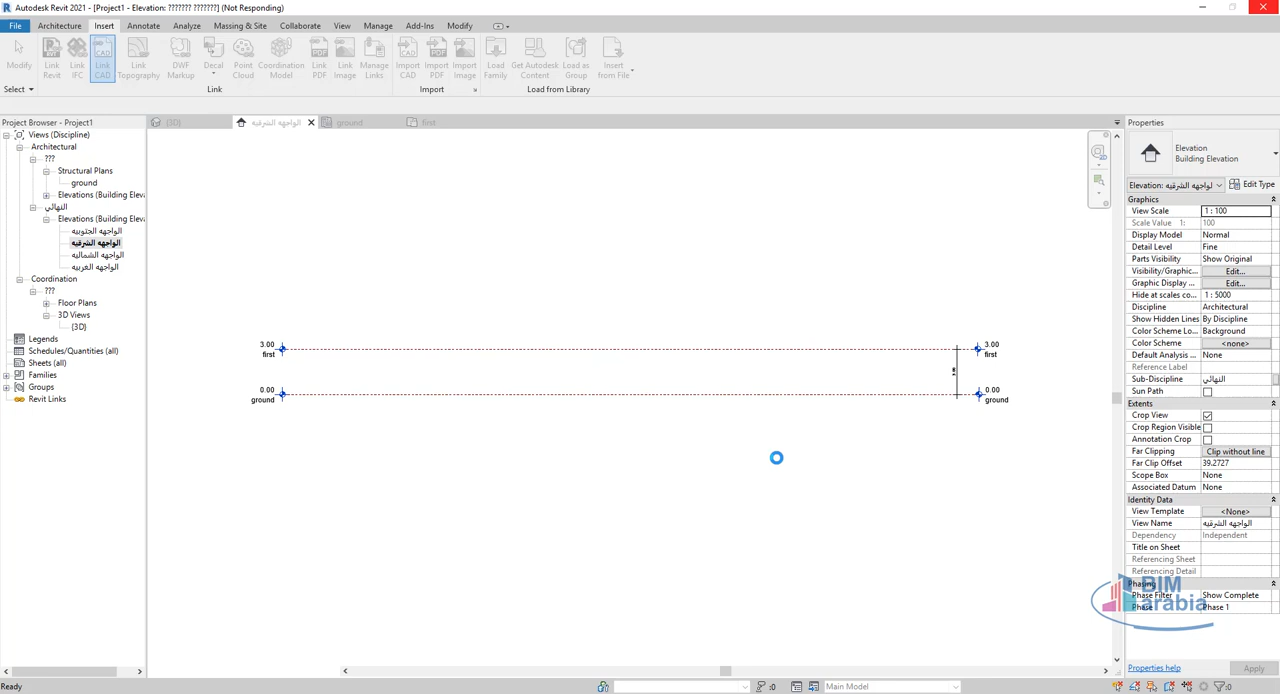 Autodesk Revit 2021 - [Project1 - Elevation: ??????? ???????] (Not Responding)
File Architecture Insert Annotate Analyze Massing & Site Collaborate View Manage Add-Ins Modify
Modify
Link Revit
Link IFC
Link CAD
Link Topography
DWF Markup
Decal
Point Cloud
Coordination Model
Link PDF
Link Image
Manage Links
Import CAD
Import PDF
Import Image
Load Family
Get Autodesk Content
Load as Group
Insert from File
Select Link Import Load from Library
Project Browser - Project1
{3D} الواجهه الشرقيه ground first
Views (Discipline)
Architectural
???
Structural Plans
ground
Elevations (Building Eleva
النهائي
Elevations (Building Eleva
الواجهه الجنوبيه
الواجهه الشرقيه
الواجهه الشماليه
الواجهه الغربيه
Coordination
???
Floor Plans
3D Views
{3D}
Legends
Schedules/Quantities (all)
Sheets (all)
Families
Groups
Revit Links
3.00
first
0.00
ground
3.00
first
0.00
ground
Properties
Elevation
Building Elevation
Elevation: لواجهه الشرقيه Edit Type
Graphics
View Scale 1 : 100
Scale Value 1: 100
Display Model Normal
Detail Level Fine
Parts Visibility Show Original
Visibility/Graphic... Edit...
Graphic Display ... Edit...
Hide at scales co... 1 : 5000
Discipline Architectural
Show Hidden Lines By Discipline
Color Scheme Lo... Background
Color Scheme <none>
Default Analysis ... None
Reference Label
Sub-Discipline النهائي
Sun Path
Extents
Crop View
Crop Region Visible
Annotation Crop
Far Clipping Clip without line
Far Clip Offset 39.2727
Scope Box None
Associated Datum None
Identity Data
View Template <None>
View Name الواجهه الشرقيه
Dependency Independent
Title on Sheet
Referencing Sheet
Referencing Detail
Phasing
Phase Filter Show Complete
Phase Phase 1
BIM
arabia
Properties help Apply
Ready :0 Main Model :0